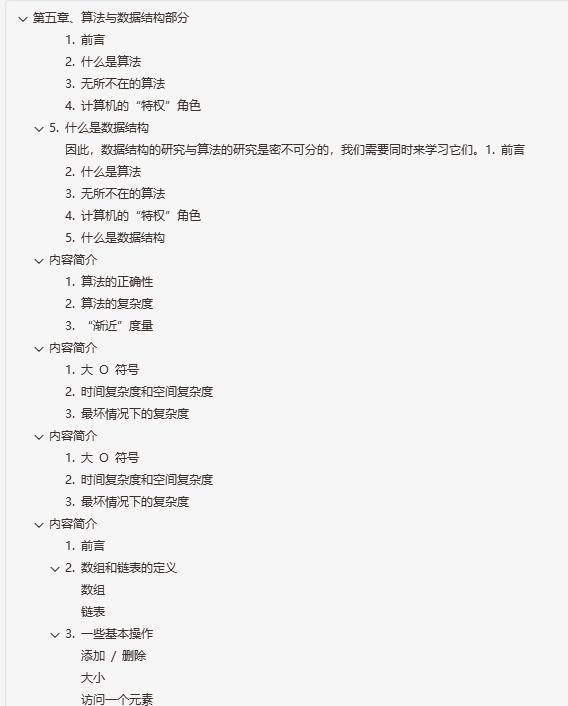 第五章、算法与数据结构部分
1. 前言
2. 什么是算法
3. 无所不在的算法
4. 计算机的“特权”角色
5. 什么是数据结构
因此，数据结构的研究与算法的研究是密不可分的，我们需要同时来学习它们。1. 前言
2. 什么是算法
3. 无所不在的算法
4. 计算机的“特权”角色
5. 什么是数据结构
内容简介
1. 算法的正确性
2. 算法的复杂度
3. “渐近”度量
内容简介
1. 大 O 符号
2. 时间复杂度和空间复杂度
3. 最坏情况下的复杂度
内容简介
1. 大 O 符号
2. 时间复杂度和空间复杂度
3. 最坏情况下的复杂度
内容简介
1. 前言
2. 数组和链表的定义
数组
链表
3. 一些基本操作
添加 / 删除
大小
访问一个元素